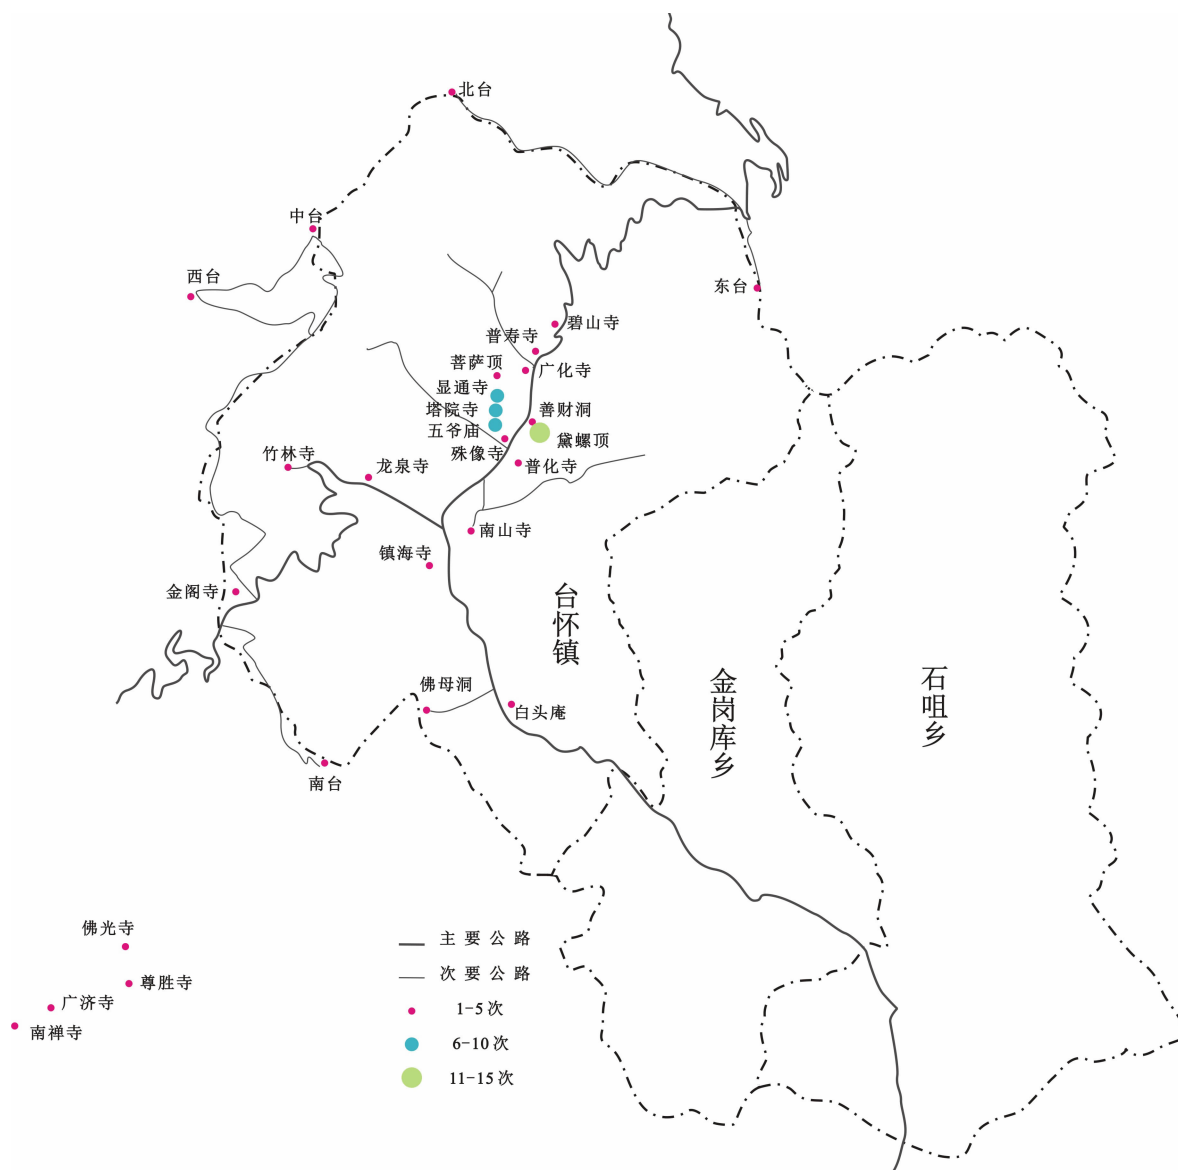 北台
中台
西台
东台
碧山寺
普寿寺
菩萨顶
广化寺
显通寺
塔院寺
善财洞
五爷庙
黛螺顶
殊像寺
竹林寺
龙泉寺
普化寺
南山寺
镇海寺
金阁寺
台怀镇
金岗库乡
石咀乡
佛母洞
白头庵
南台
佛光寺
尊胜寺
广济寺
南禅寺
主要公路
次要公路
1-5次
6-10次
11-15次